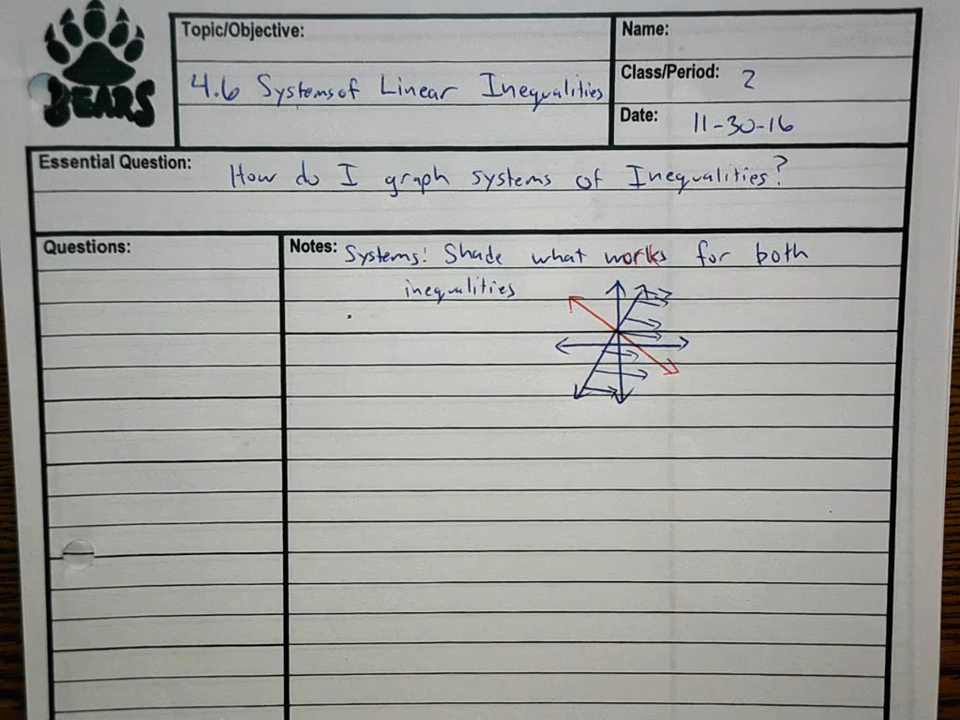 BEARS
Topic/Objective:
4.6 Systems of Linear Inequalities
Name:
Class/Period: 2
Date: 11-30-16
Essential Question: How do I graph systems of Inequalities?
Questions:
Notes: Systems: Shade what works for both
inequalities